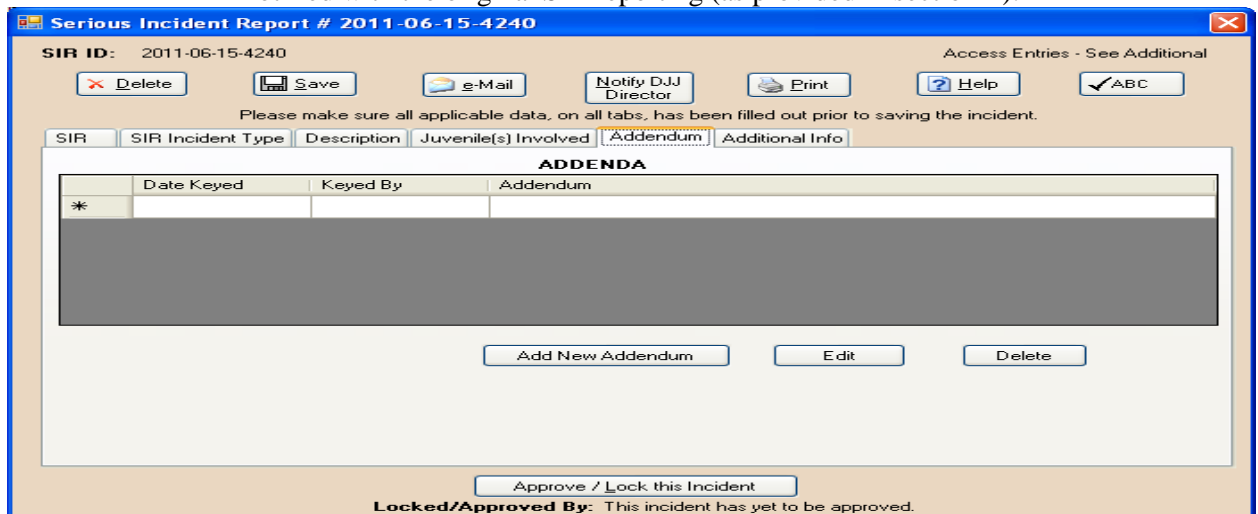 Serious Incident Report # 2011-06-15-4240
SIR ID: 2011-06-15-4240 Access Entries - See Additional
Delete Save e-Mail Notify DJJ Director Print Help ABC
Please make sure all applicable data, on all tabs, has been filled out prior to saving the incident.
SIR SIR Incident Type Description Juvenile(s) Involved Addendum Additional Info
ADDENDA
Date Keyed Keyed By Addendum
*
Add New Addendum Edit Delete
Approve / Lock this Incident
Locked/Approved By: This incident has yet to be approved.